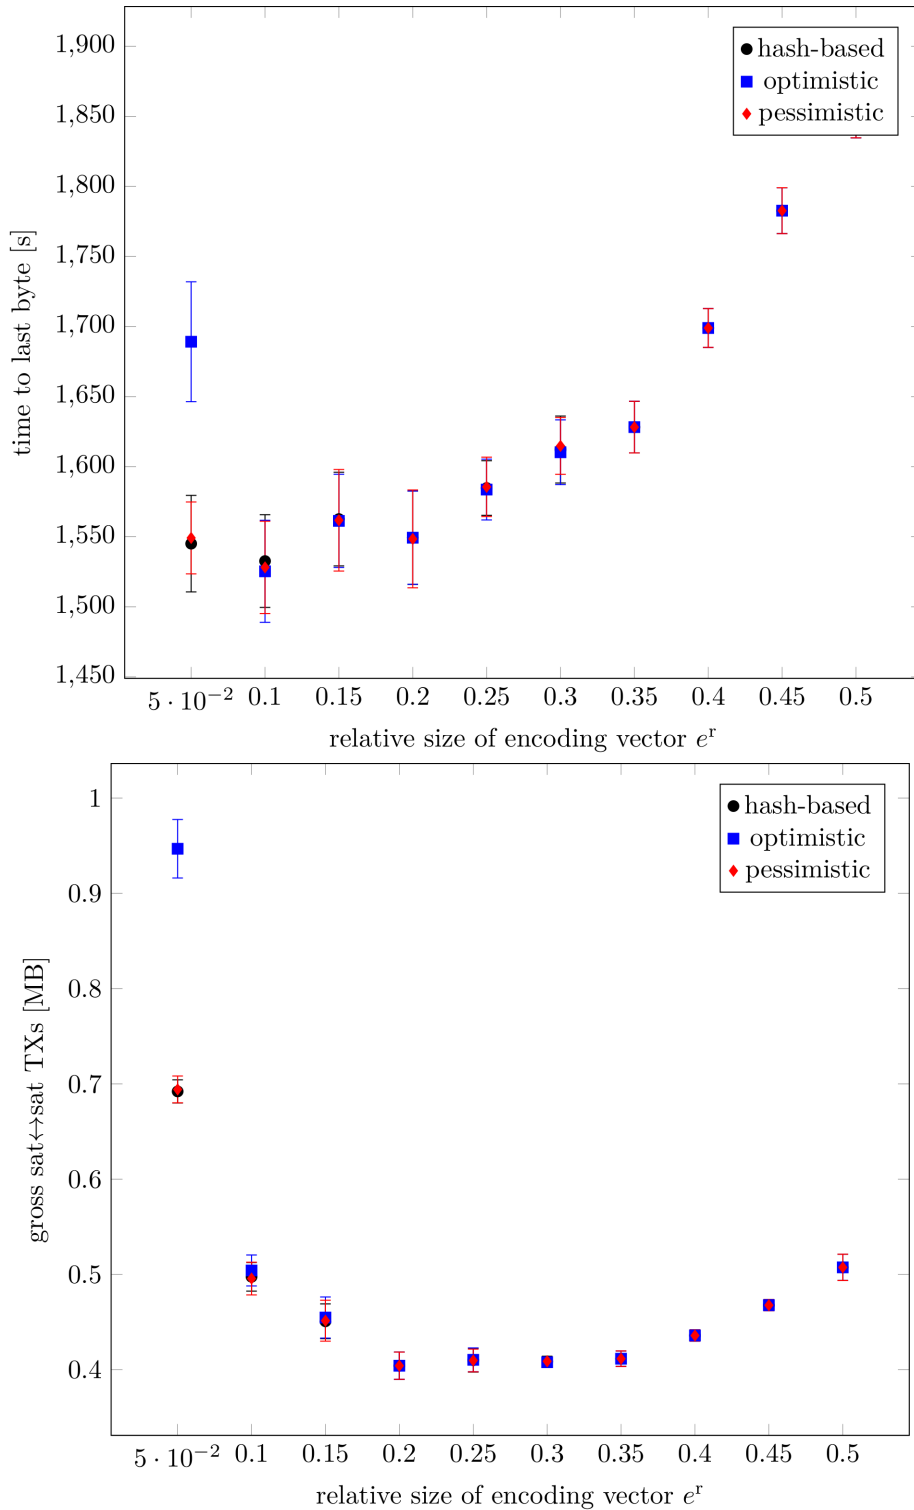 1,900
1,850
1,800
1,750
1,700
1,650
1,600
1,550
1,500
1,450
time to last byte [s]
hash-based
optimistic
pessimistic
5 · 10⁻² 0.1 0.15 0.2 0.25 0.3 0.35 0.4 0.45 0.5
relative size of encoding vector eʳ
1
0.9
0.8
0.7
0.6
0.5
0.4
gross sat↔sat TXs [MB]
hash-based
optimistic
pessimistic
5 · 10⁻² 0.1 0.15 0.2 0.25 0.3 0.35 0.4 0.45 0.5
relative size of encoding vector eʳ